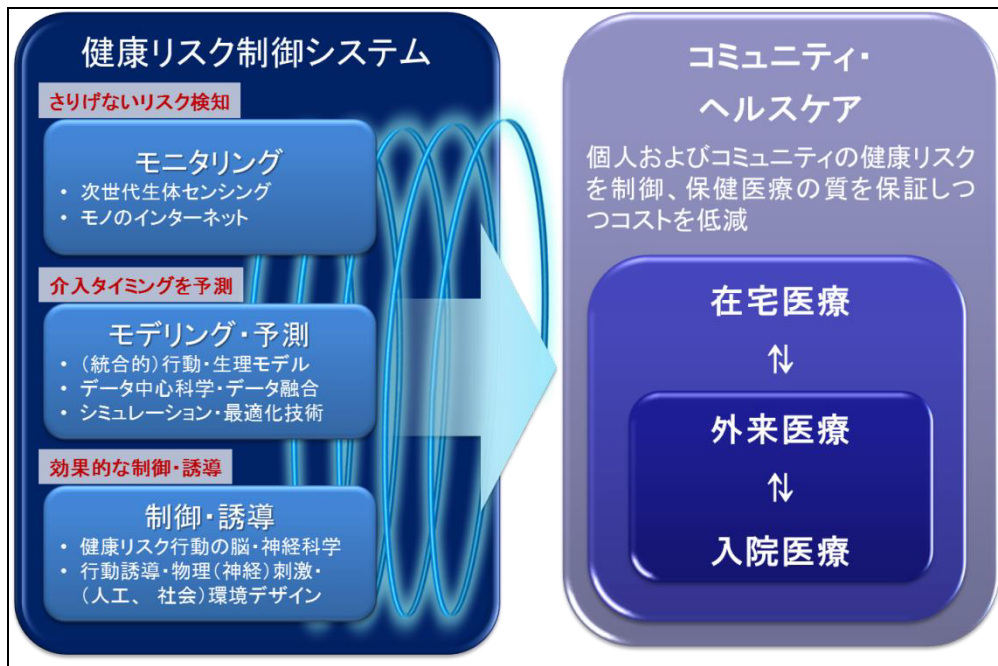 健康リスク制御システム
さりげないリスク検知
モニタリング
• 次世代生体センシング
• モノのインターネット
介入タイミングを予測
モデリング・予測
• (統合的)行動・生理モデル
• データ中心科学・データ融合
• シミュレーション・最適化技術
効果的な制御・誘導
制御・誘導
• 健康リスク行動の脳・神経科学
• 行動誘導・物理(神経)刺激・
(人工、 社会)環境デザイン
コミュニティ・
ヘルスケア
個人およびコミュニティの健康リスク
を制御、保健医療の質を保証しつ
つコストを低減
在宅医療
⇅
外来医療
⇅
入院医療